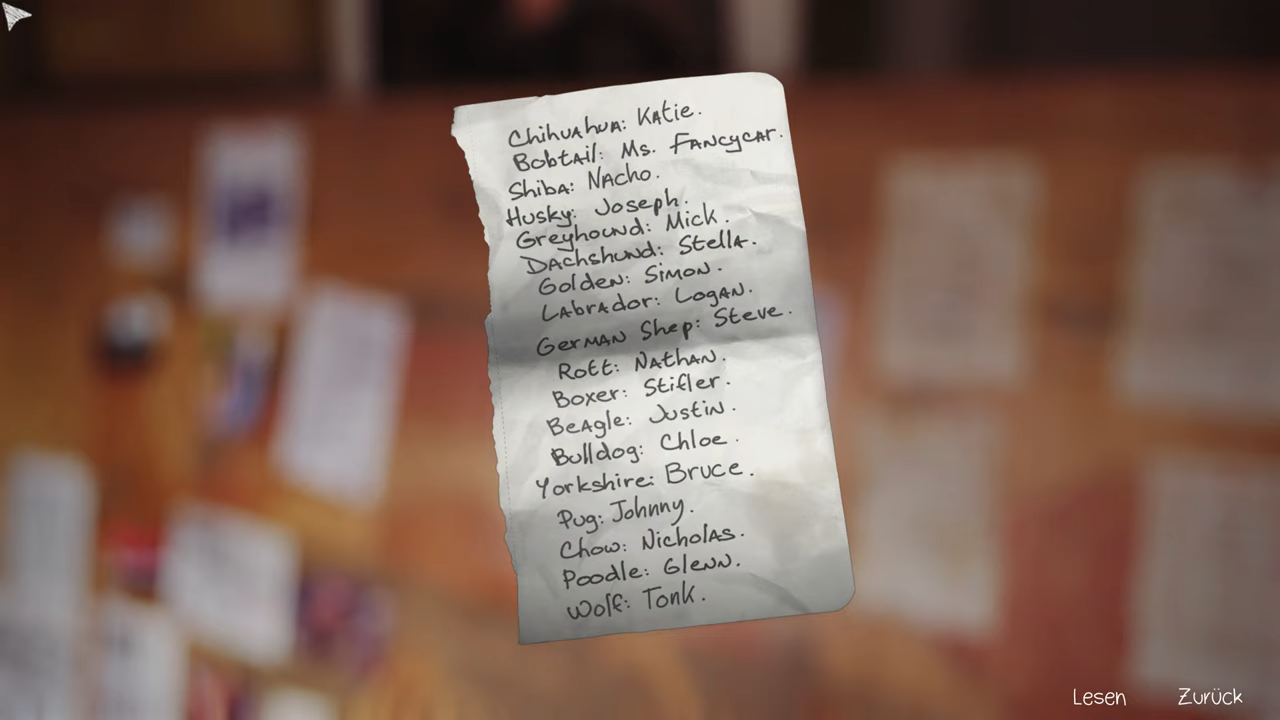 Chihuahua: Katie.
Bobtail: Ms. Fancycar.
Shiba: Nacho.
Husky: Joseph.
Greyhound: Mick.
Dachshund: Stella.
Golden: Simon.
Labrador: Logan.
German Shep: Steve.
Rott: Nathan.
Boxer: Stifler.
Beagle: Justin.
Bulldog: Chloe.
Yorkshire: Bruce.
Pug: Johnny.
Chow: Nicholas.
Poodle: Glenn.
Wolf: Tonk.
Lesen Zurück